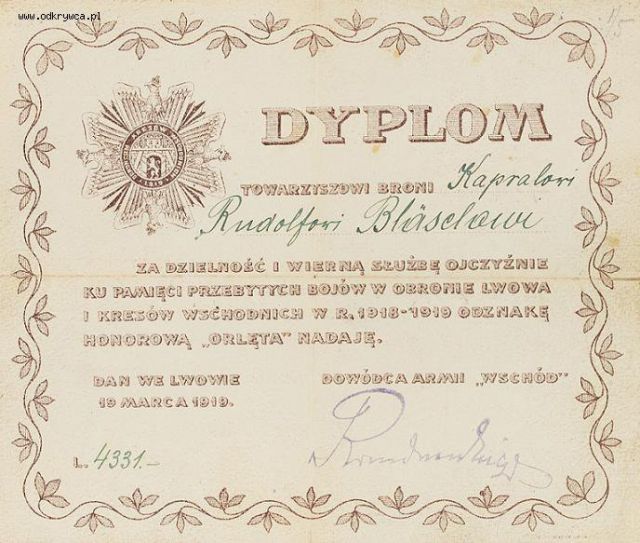 www.odkrywca.pl
DYPLOM
TOWARZYSZOWI BRONI Kapralowi
Rudolfowi
ZA DZIELNOŚĆ I WIERNĄ SŁUŻBĘ OJCZYŹNIE
KU PAMIĘCI PRZEBYTYCH BOJÓW W OBRONIE LWOWA
I KRESÓW WSCHODNICH W R. 1918-1919 ODZNAKĘ
HONOROWĄ „ORLĘTA” NADAJĘ.
DAN WE LWOWIE
19 MARCA 1919.
DOWÓDCA ARMII „WSCHÓD”
L. 4331.—